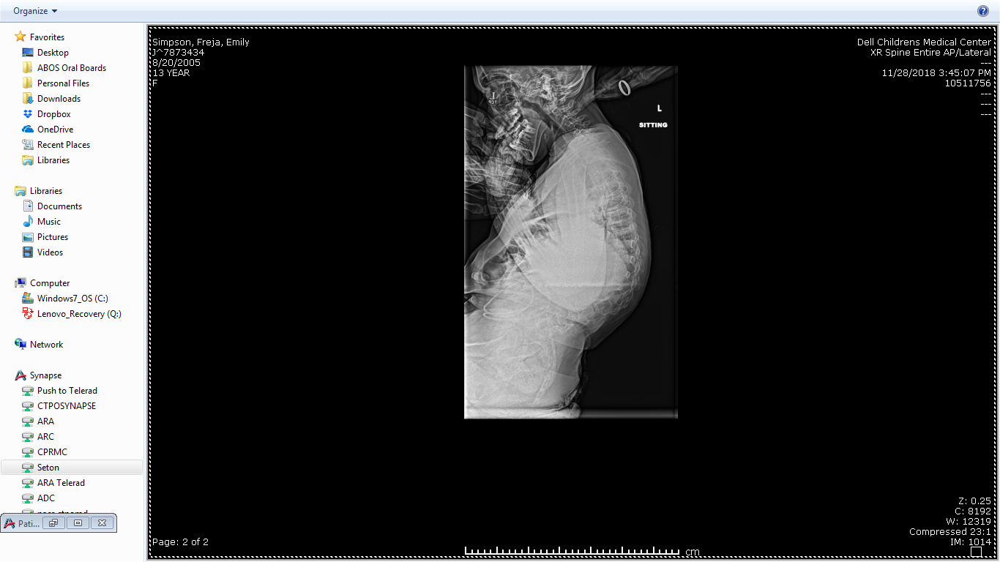 Organize
Favorites
Desktop
ABOS Oral Boards
Personal Files
Downloads
Dropbox
OneDrive
Recent Places
Libraries
Libraries
Documents
Music
Pictures
Videos
Computer
Windows7_OS (C:)
Lenovo_Recovery (Q:)
Network
Synapse
Push to Telerad
CTPOSYNAPSE
ARA
ARC
CPRMC
Seton
ARA Telerad
ADC
Pati...
Simpson, Freja, Emily
J^7873434
8/20/2005
13 YEAR
F
Dell Childrens Medical Center
XR Spine Entire AP/Lateral
---
11/28/2018 3:45:07 PM
10511756
---
---
---
L
SITTING
Z: 0.25
C: 8192
W: 12319
Compressed 23:1
IM: 1014
Page: 2 of 2
cm